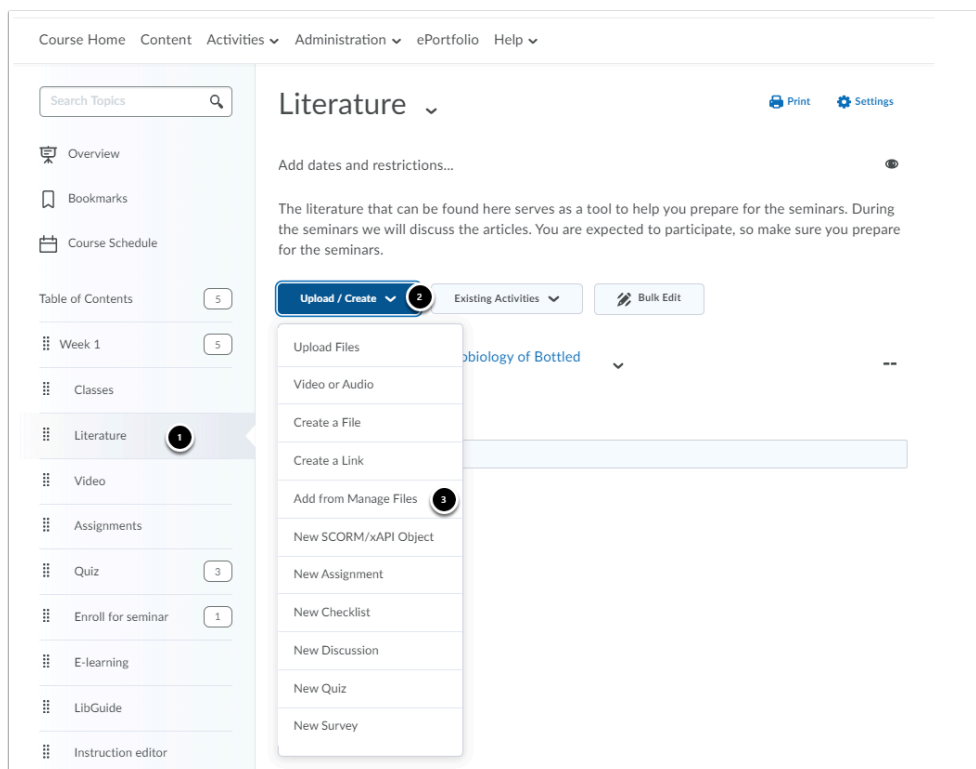 Course Home Content Activities Administration ePortfolio Help
Search Topics
Overview
Bookmarks
Course Schedule
Table of Contents 5
Week 1 5
Classes
Literature 1
Video
Assignments
Quiz 3
Enroll for seminar 1
E-learning
LibGuide
Instruction editor
Literature
Print Settings
Add dates and restrictions...
The literature that can be found here serves as a tool to help you prepare for the seminars. During
the seminars we will discuss the articles. You are expected to participate, so make sure you prepare
for the seminars.
Upload / Create 2 Existing Activities Bulk Edit
Upload Files
obiology of Bottled
--
Video or Audio
Create a File
Create a Link
Add from Manage Files 3
New SCORM/xAPI Object
New Assignment
New Checklist
New Discussion
New Quiz
New Survey